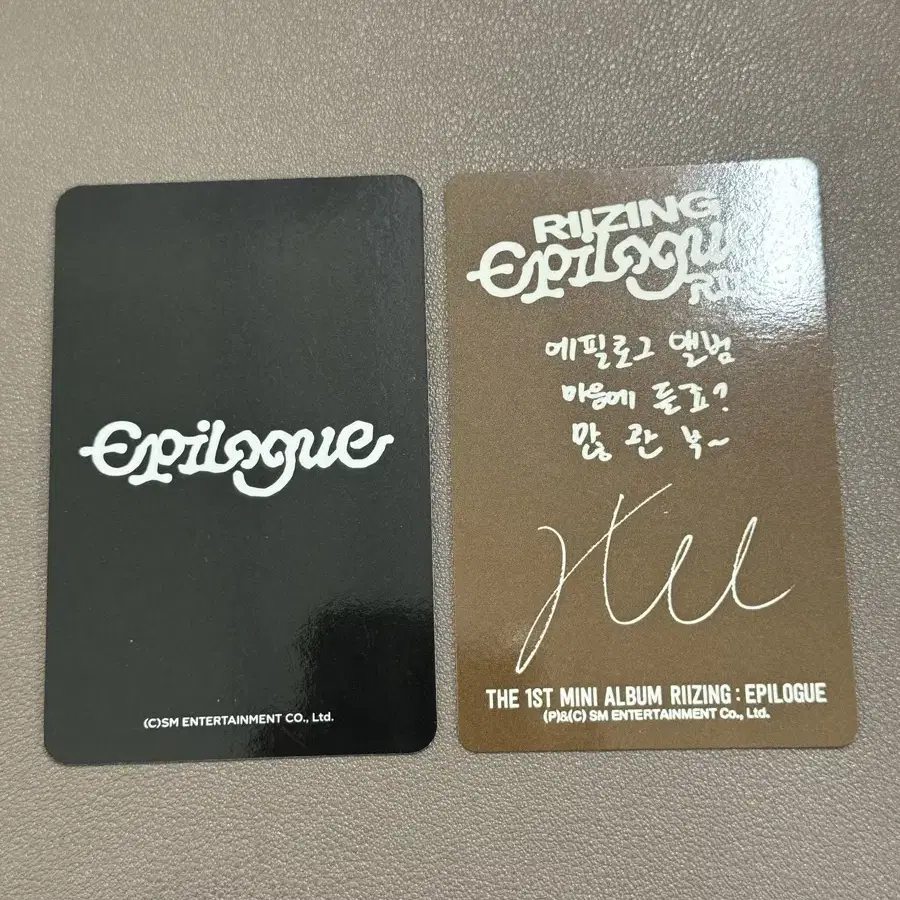 Epilogue
(C)SM ENTERTAINMENT CO., Ltd.
RIIZING
Epilogue
RII
에필로그 앨범
마음에 들죠?
많관부~
THE 1ST MINI ALBUM RIIZING : EPILOGUE
(P)&(C) SM ENTERTAINMENT Co., Ltd.